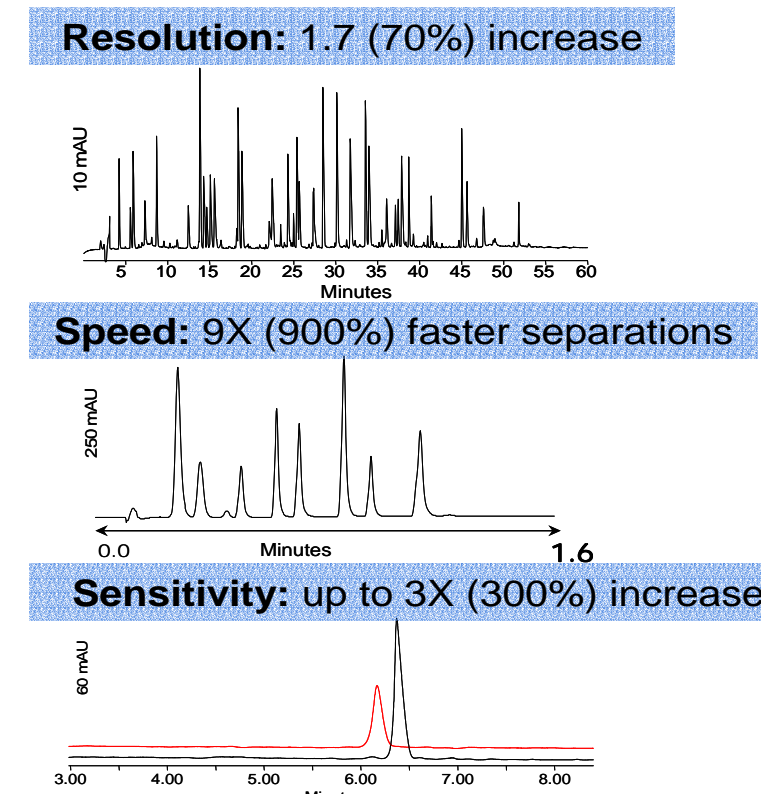 Resolution: 1.7 (70%) increase
10 mAU
5 10 15 20 25 30 35 40 45 50 55 60
Minutes
Speed: 9X (900%) faster separations
250 mAU
0.0 Minutes 1.6
Sensitivity: up to 3X (300%) increase
60 mAU
3.00 4.00 5.00 6.00 7.00 8.00